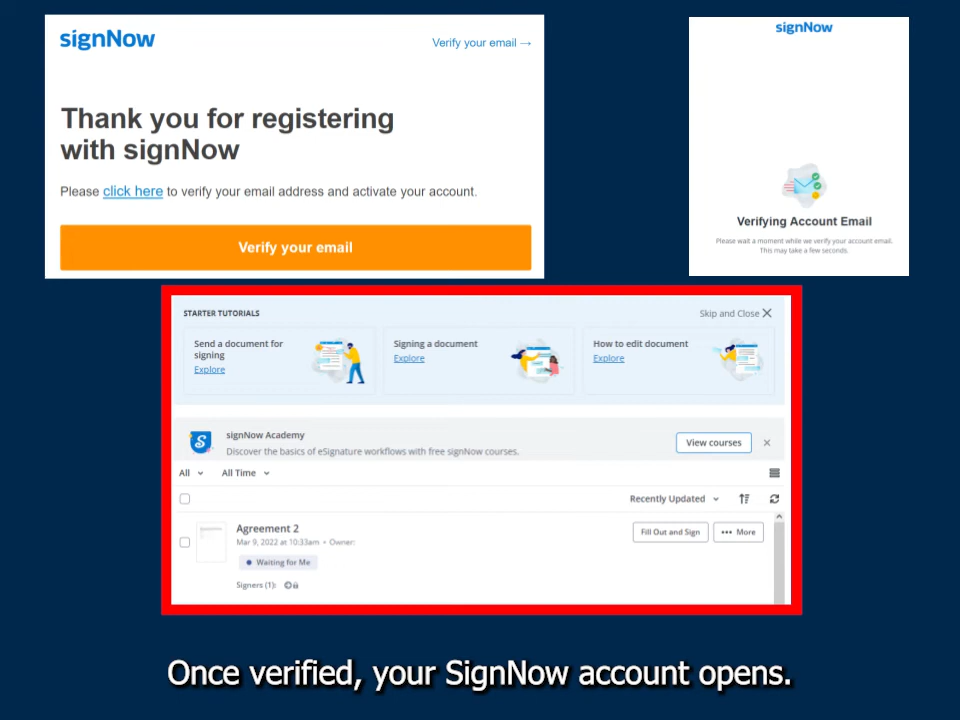 signNow
Verify your email →
Thank you for registering
with signNow
Please click here to verify your email address and activate your account.
Verify your email
signNow
Verifying Account Email
Please wait a moment while we verify your account email.
This may take a few seconds.
STARTER TUTORIALS
Skip and Close
Send a document for
signing
Explore
Signing a document
Explore
How to edit document
Explore
signNow Academy
Discover the basics of eSignature workflows with free signNow courses.
View courses
All
All Time
Recently Updated
Agreement 2
Mar 9, 2022 at 10:33am • Owner:
Fill Out and Sign
••• More
Waiting for Me
Signers (1):
Once verified, your SignNow account opens.